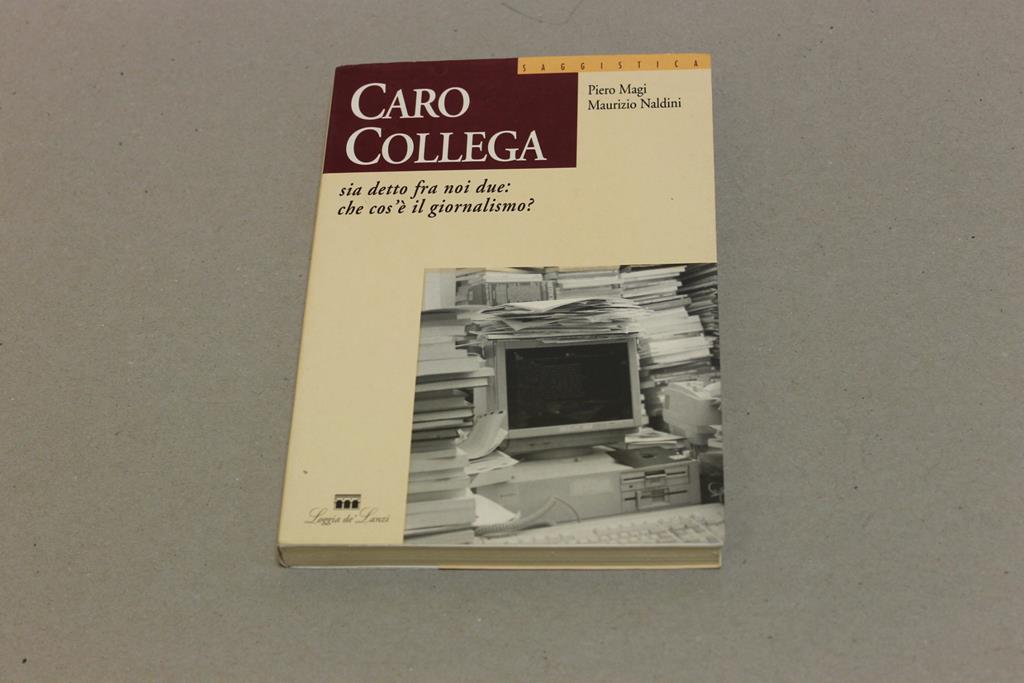 SAGGISTICA
CARO
COLLEGA
Piero Magi
Maurizio Naldini
sia detto fra noi due:
che cos'è il giornalismo?
Loggia de' Lanzi